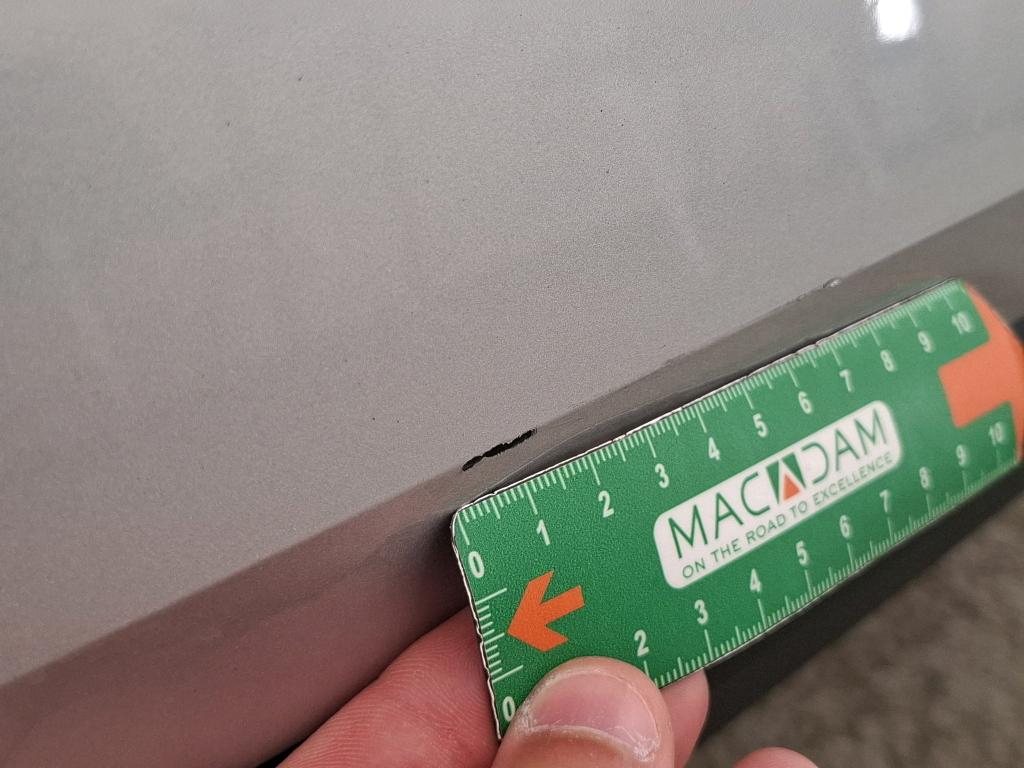 0 1 2 3 4 5 6 7 8 9 10
MACADAM
ON THE ROAD TO EXCELLENCE
0 2 3 4 5 6 7 8 9 10